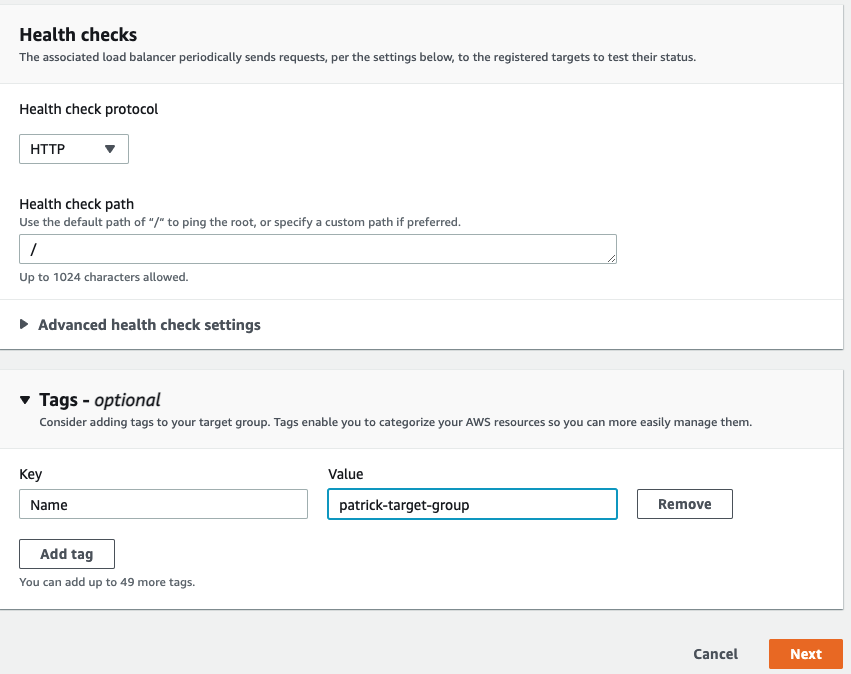 Health checks
The associated load balancer periodically sends requests, per the settings below, to the registered targets to test their status.
Health check protocol
HTTP
Health check path
Use the default path of "/" to ping the root, or specify a custom path if preferred.
/
Up to 1024 characters allowed.
Advanced health check settings
Tags - optional
Consider adding tags to your target group. Tags enable you to categorize your AWS resources so you can more easily manage them.
Key Value
Name patrick-target-group Remove
Add tag
You can add up to 49 more tags.
Cancel Next